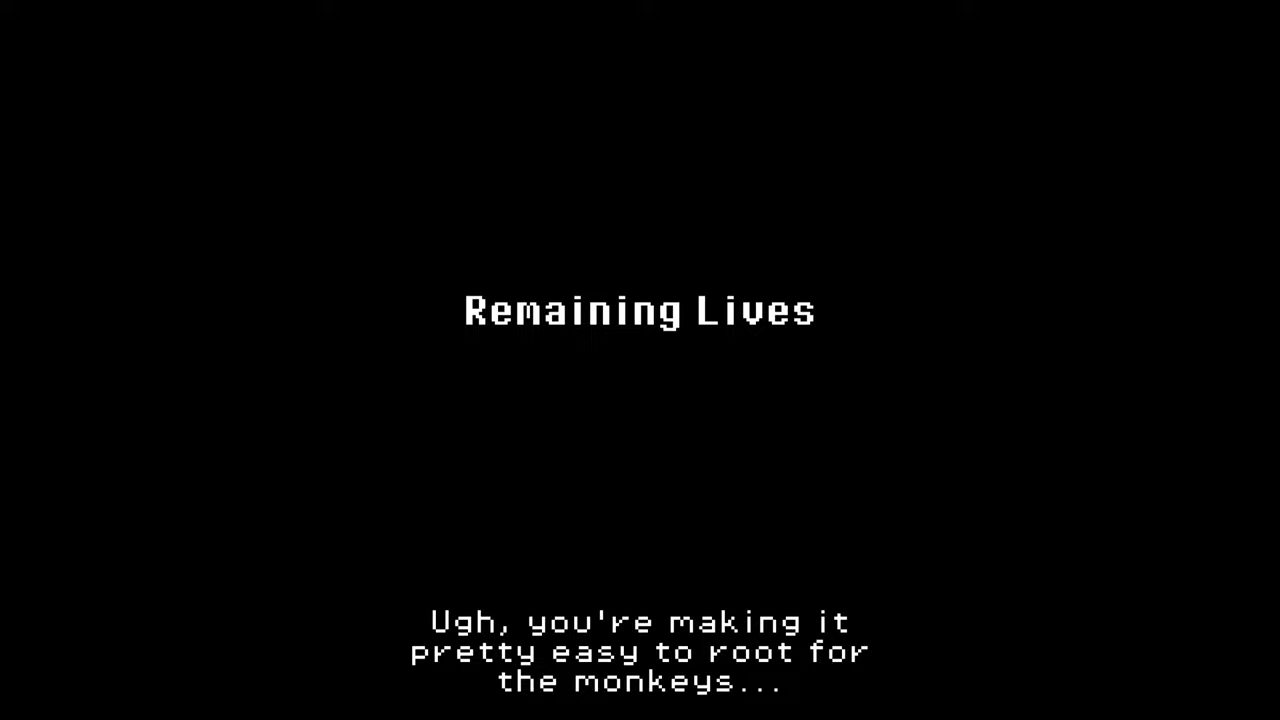 Remaining Lives
Ugh, you're making it
pretty easy to root for
the monkeys...